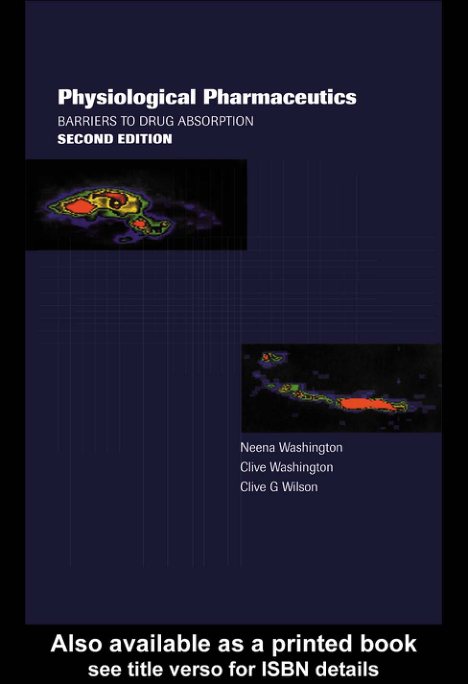 Physiological Pharmaceutics
BARRIERS TO DRUG ABSORPTION
SECOND EDITION
Neena Washington
Clive Washington
Clive G Wilson
Also available as a printed book
see title verso for ISBN details